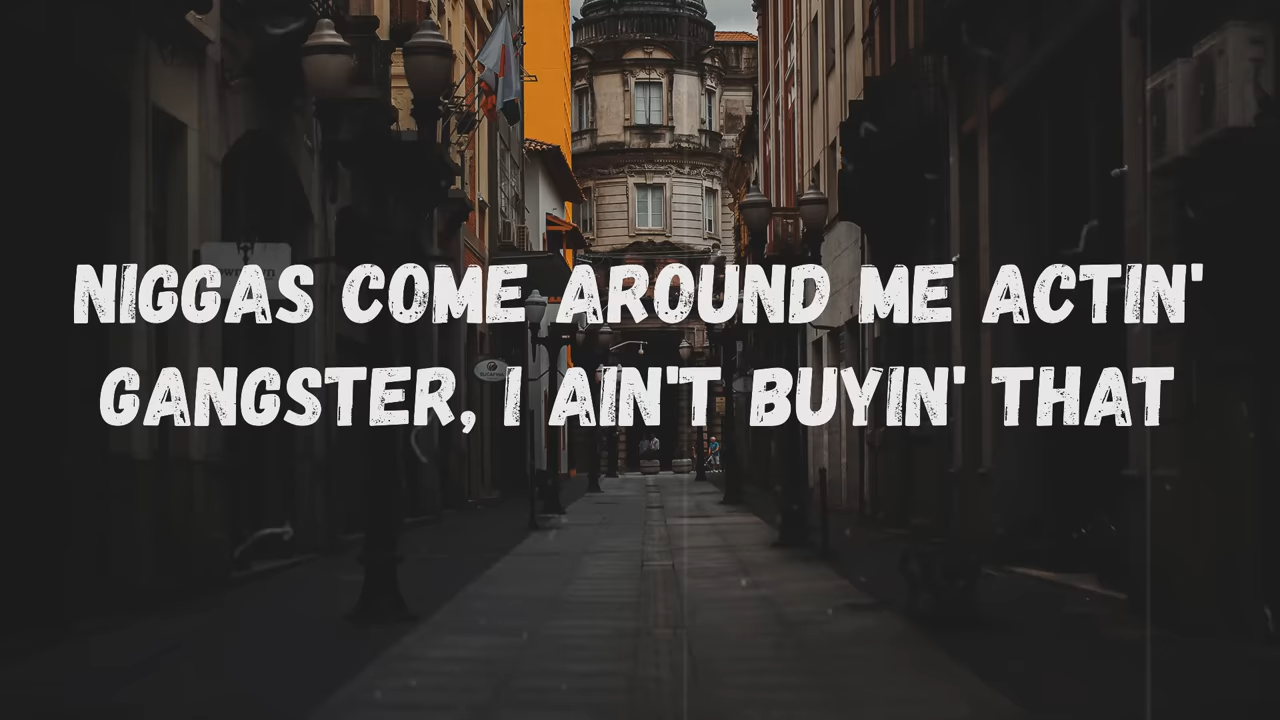 NIGGAS COME AROUND ME ACTIN'
GANGSTER, I AIN'T BUYIN' THAT